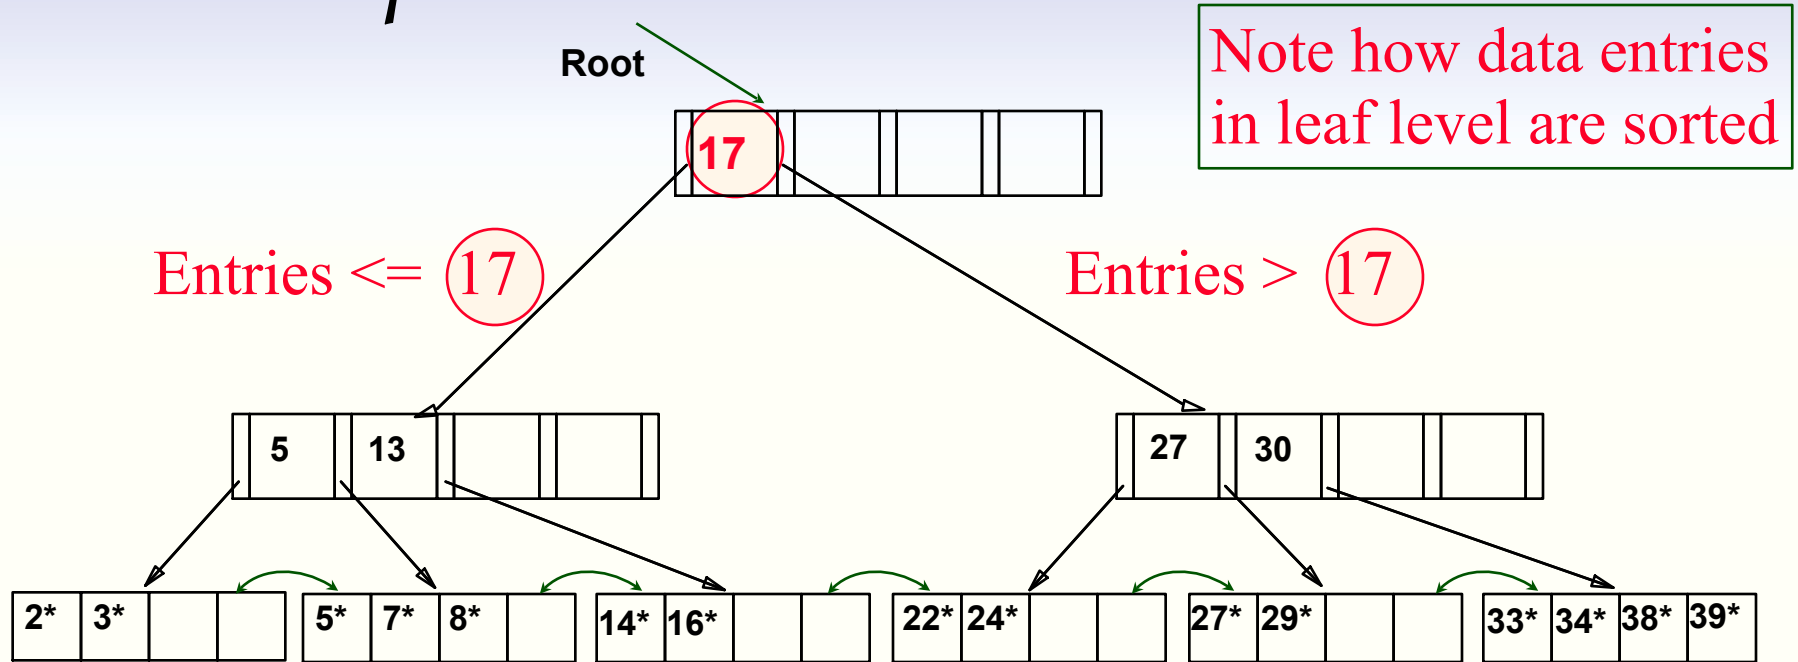 Root
Note how data entries
in leaf level are sorted
17
Entries <= 17
Entries > 17
5 13
27 30
2* 3*
5* 7* 8*
14* 16*
22* 24*
27* 29*
33* 34* 38* 39*